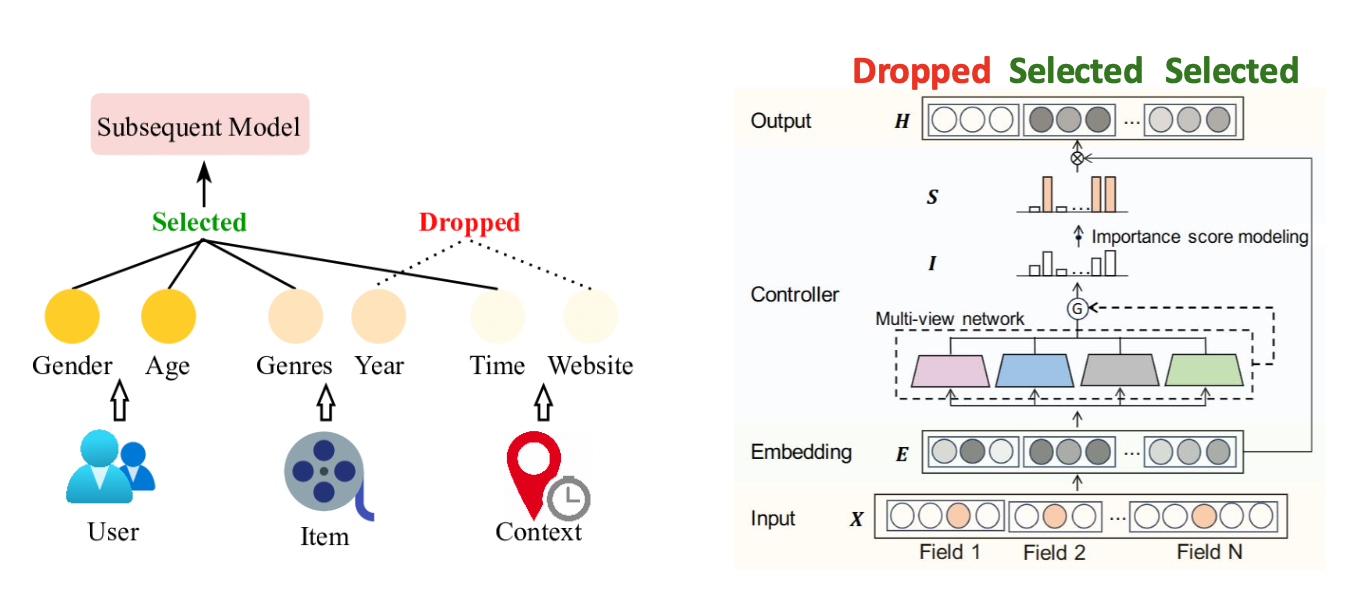 Subsequent Model
Selected
Dropped
Gender
Age
Genres
Year
Time
Website
User
Item
Context
Dropped
Selected
Selected
Output
H
...
S
...
Importance score modeling
I
...
Controller
G
Multi-view network
Embedding
E
...
Input
X
...
Field 1
Field 2
Field N